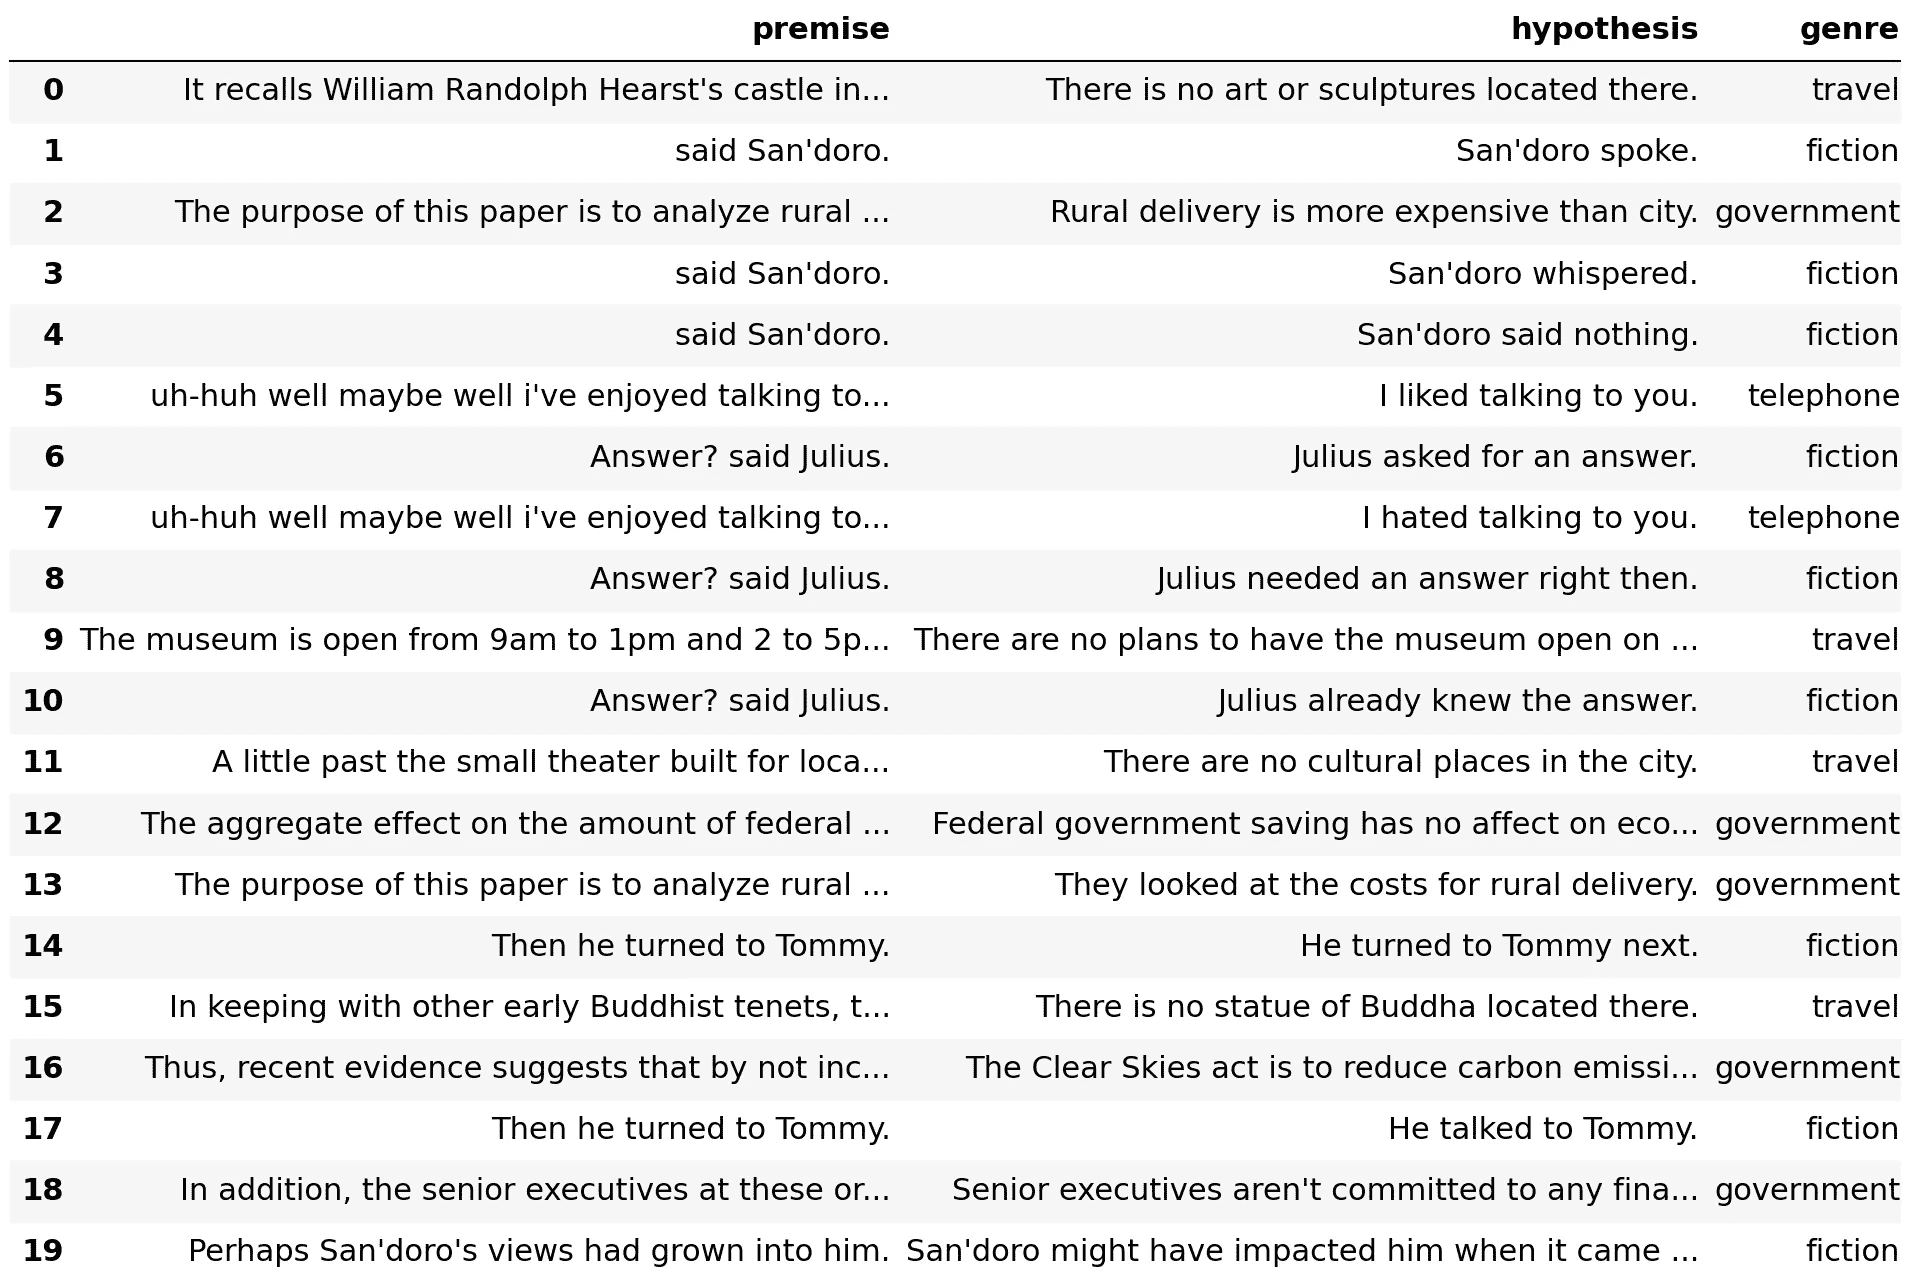 premise hypothesis genre
0 It recalls William Randolph Hearst's castle in... There is no art or sculptures located there. travel
1 said San'doro. San'doro spoke. fiction
2 The purpose of this paper is to analyze rural ... Rural delivery is more expensive than city. government
3 said San'doro. San'doro whispered. fiction
4 said San'doro. San'doro said nothing. fiction
5 uh-huh well maybe well i've enjoyed talking to... I liked talking to you. telephone
6 Answer? said Julius. Julius asked for an answer. fiction
7 uh-huh well maybe well i've enjoyed talking to... I hated talking to you. telephone
8 Answer? said Julius. Julius needed an answer right then. fiction
9 The museum is open from 9am to 1pm and 2 to 5p... There are no plans to have the museum open on ... travel
10 Answer? said Julius. Julius already knew the answer. fiction
11 A little past the small theater built for loca... There are no cultural places in the city. travel
12 The aggregate effect on the amount of federal ... Federal government saving has no affect on eco... government
13 The purpose of this paper is to analyze rural ... They looked at the costs for rural delivery. government
14 Then he turned to Tommy. He turned to Tommy next. fiction
15 In keeping with other early Buddhist tenets, t... There is no statue of Buddha located there. travel
16 Thus, recent evidence suggests that by not inc... The Clear Skies act is to reduce carbon emissi... government
17 Then he turned to Tommy. He talked to Tommy. fiction
18 In addition, the senior executives at these or... Senior executives aren't committed to any fina... government
19 Perhaps San'doro's views had grown into him. San'doro might have impacted him when it came ... fiction